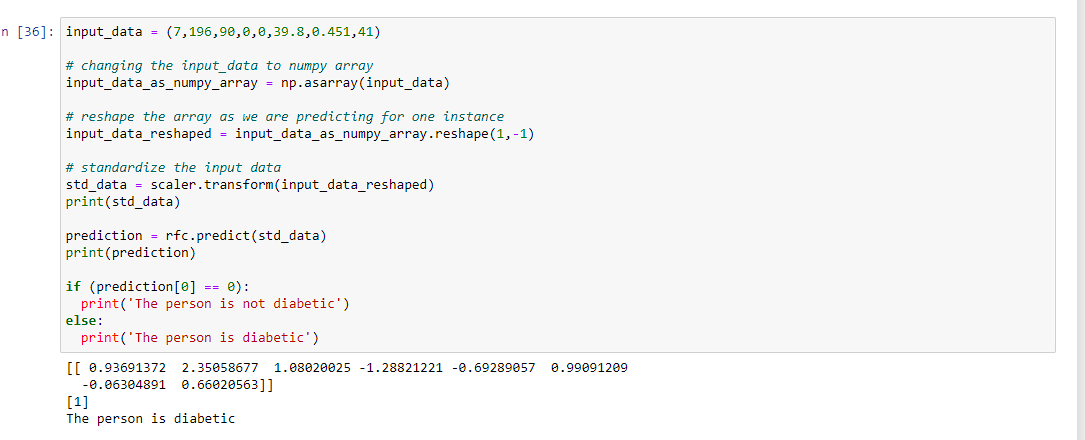 n [36]: input_data = (7,196,90,0,0,39.8,0.451,41)
# changing the input_data to numpy array
input_data_as_numpy_array = np.asarray(input_data)
# reshape the array as we are predicting for one instance
input_data_reshaped = input_data_as_numpy_array.reshape(1,-1)
# standardize the input data
std_data = scaler.transform(input_data_reshaped)
print(std_data)
prediction = rfc.predict(std_data)
print(prediction)
if (prediction[0] == 0):
  print('The person is not diabetic')
else:
  print('The person is diabetic')
[[ 0.93691372  2.35058677  1.08020025 -1.28821221 -0.69289057  0.99091209
  -0.06304891  0.66020563]]
[1]
The person is diabetic